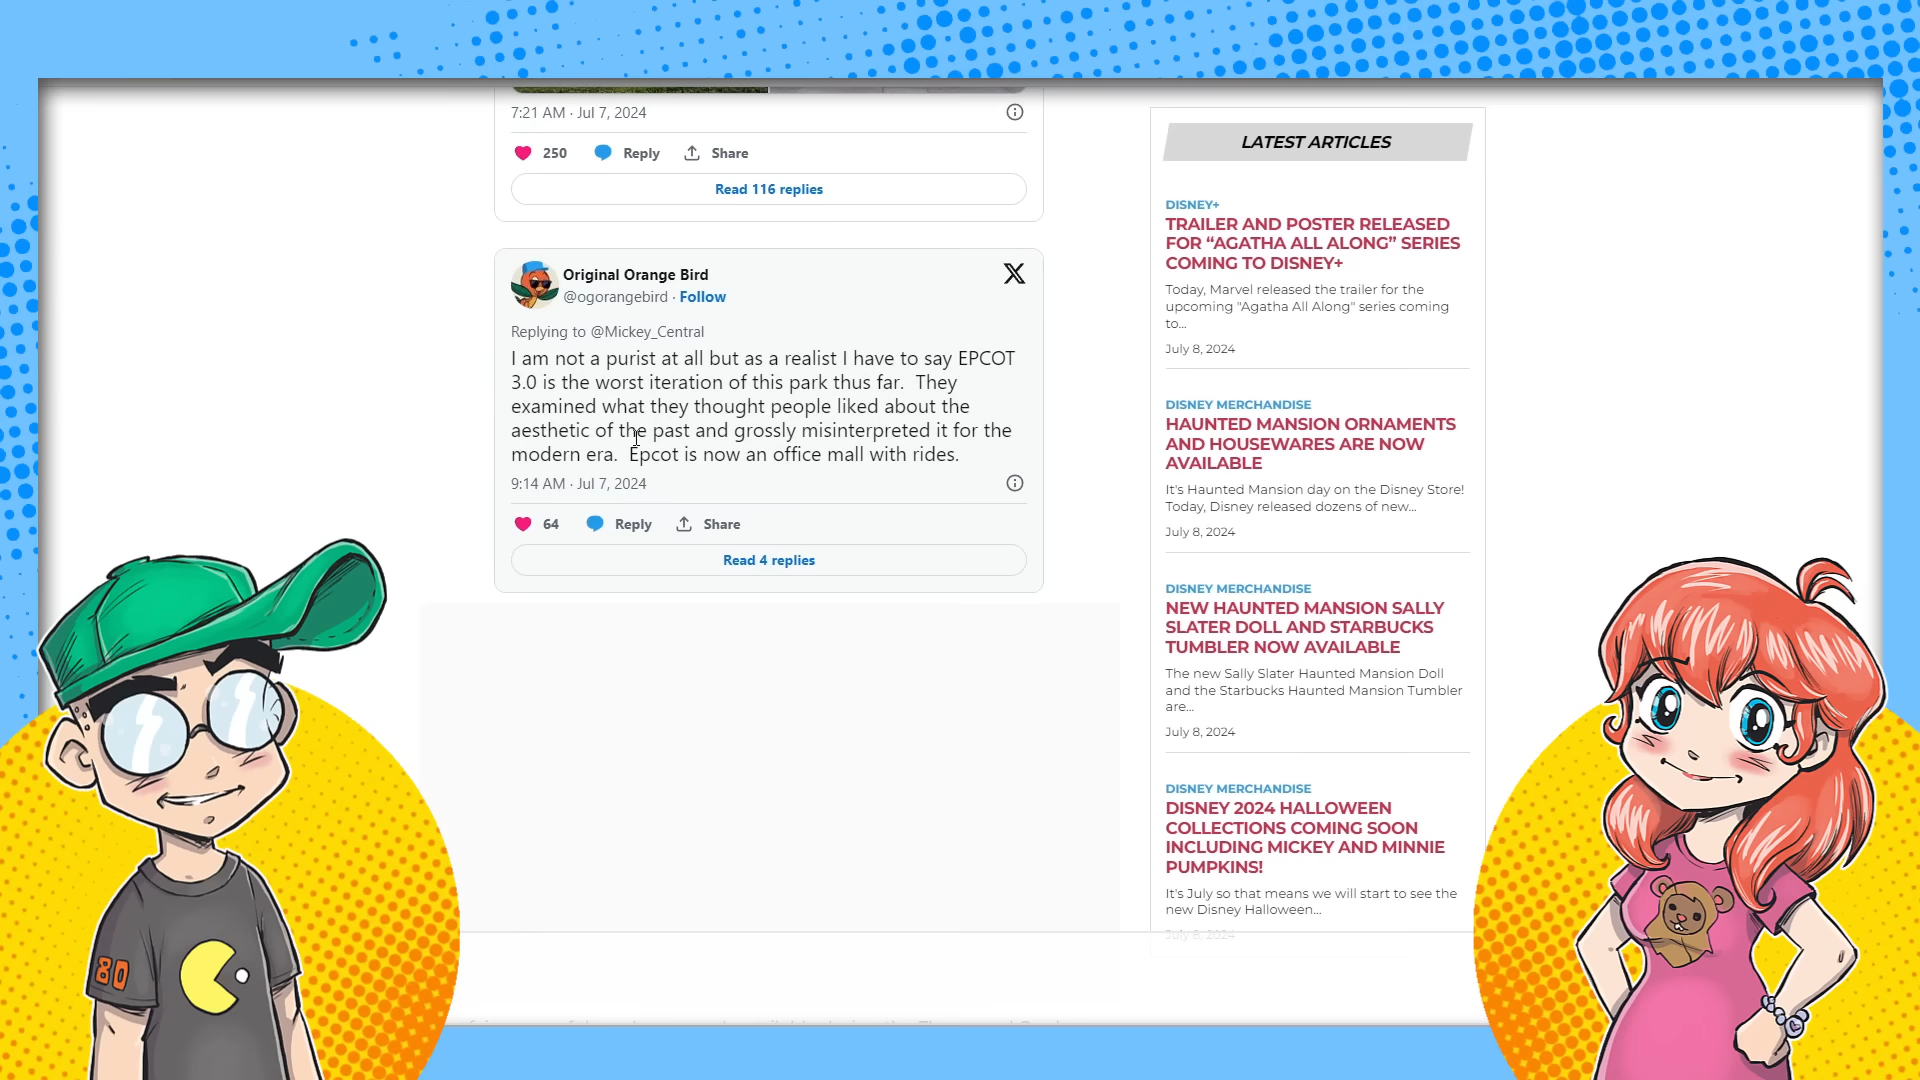 7:21 AM · Jul 7, 2024
250 Reply Share
Read 116 replies
Original Orange Bird
@ogorangebird · Follow
Replying to @Mickey_Central
I am not a purist at all but as a realist I have to say EPCOT
3.0 is the worst iteration of this park thus far. They
examined what they thought people liked about the
aesthetic of the past and grossly misinterpreted it for the
modern era. Epcot is now an office mall with rides.
9:14 AM · Jul 7, 2024
64 Reply Share
Read 4 replies
LATEST ARTICLES
DISNEY+
TRAILER AND POSTER RELEASED
FOR “AGATHA ALL ALONG” SERIES
COMING TO DISNEY+
Today, Marvel released the trailer for the
upcoming "Agatha All Along" series coming
to...
July 8, 2024
DISNEY MERCHANDISE
HAUNTED MANSION ORNAMENTS
AND HOUSEWARES ARE NOW
AVAILABLE
It's Haunted Mansion day on the Disney Store!
Today, Disney released dozens of new...
July 8, 2024
DISNEY MERCHANDISE
NEW HAUNTED MANSION SALLY
SLATER DOLL AND STARBUCKS
TUMBLER NOW AVAILABLE
The new Sally Slater Haunted Mansion Doll
and the Starbucks Haunted Mansion Tumbler
are...
July 8, 2024
DISNEY MERCHANDISE
DISNEY 2024 HALLOWEEN
COLLECTIONS COMING SOON
INCLUDING MICKEY AND MINNIE
PUMPKINS!
It's July so that means we will start to see the
new Disney Halloween...
July 8, 2024
80